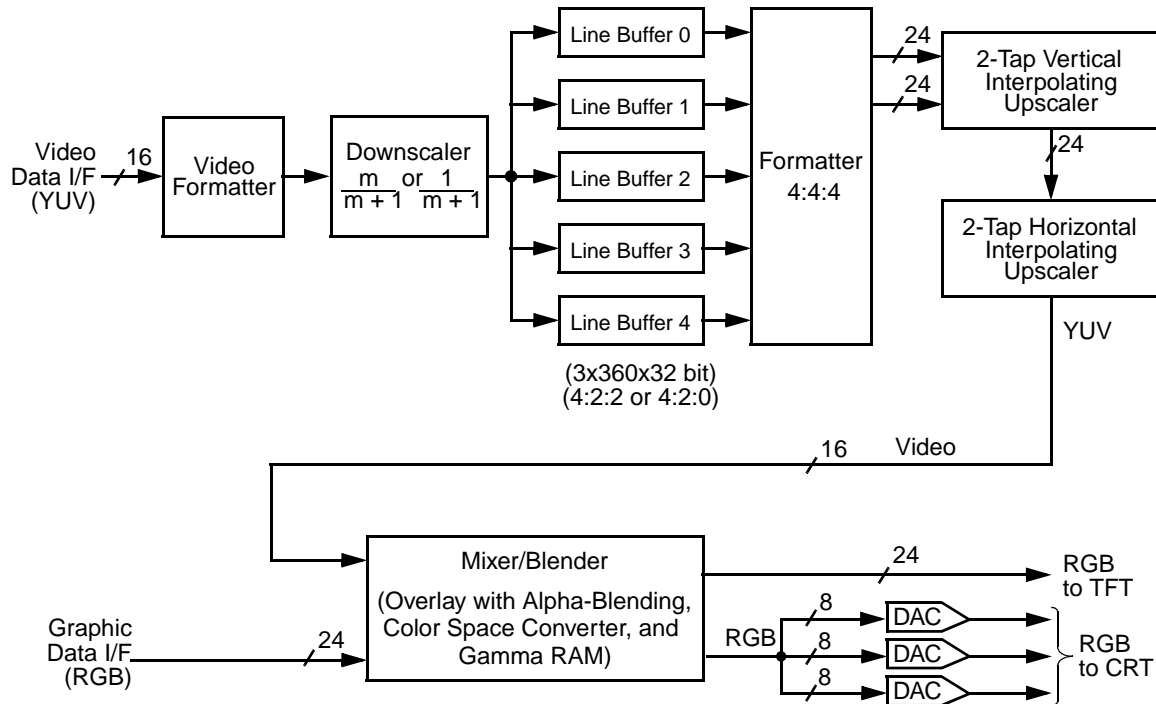 Video
Data I/F
(YUV)
16
Video
Formatter
Downscaler
m or 1
m + 1 m + 1
Line Buffer 0
Line Buffer 1
Line Buffer 2
Line Buffer 3
Line Buffer 4
(3x360x32 bit)
(4:2:2 or 4:2:0)
Formatter
4:4:4
24
24
2-Tap Vertical
Interpolating
Upscaler
24
2-Tap Horizontal
Interpolating
Upscaler
YUV
16 Video
Graphic
Data I/F
(RGB)
24
Mixer/Blender
(Overlay with Alpha-Blending,
Color Space Converter, and
Gamma RAM)
24
RGB
to TFT
RGB
8
DAC
8
DAC
8
DAC
RGB
to CRT